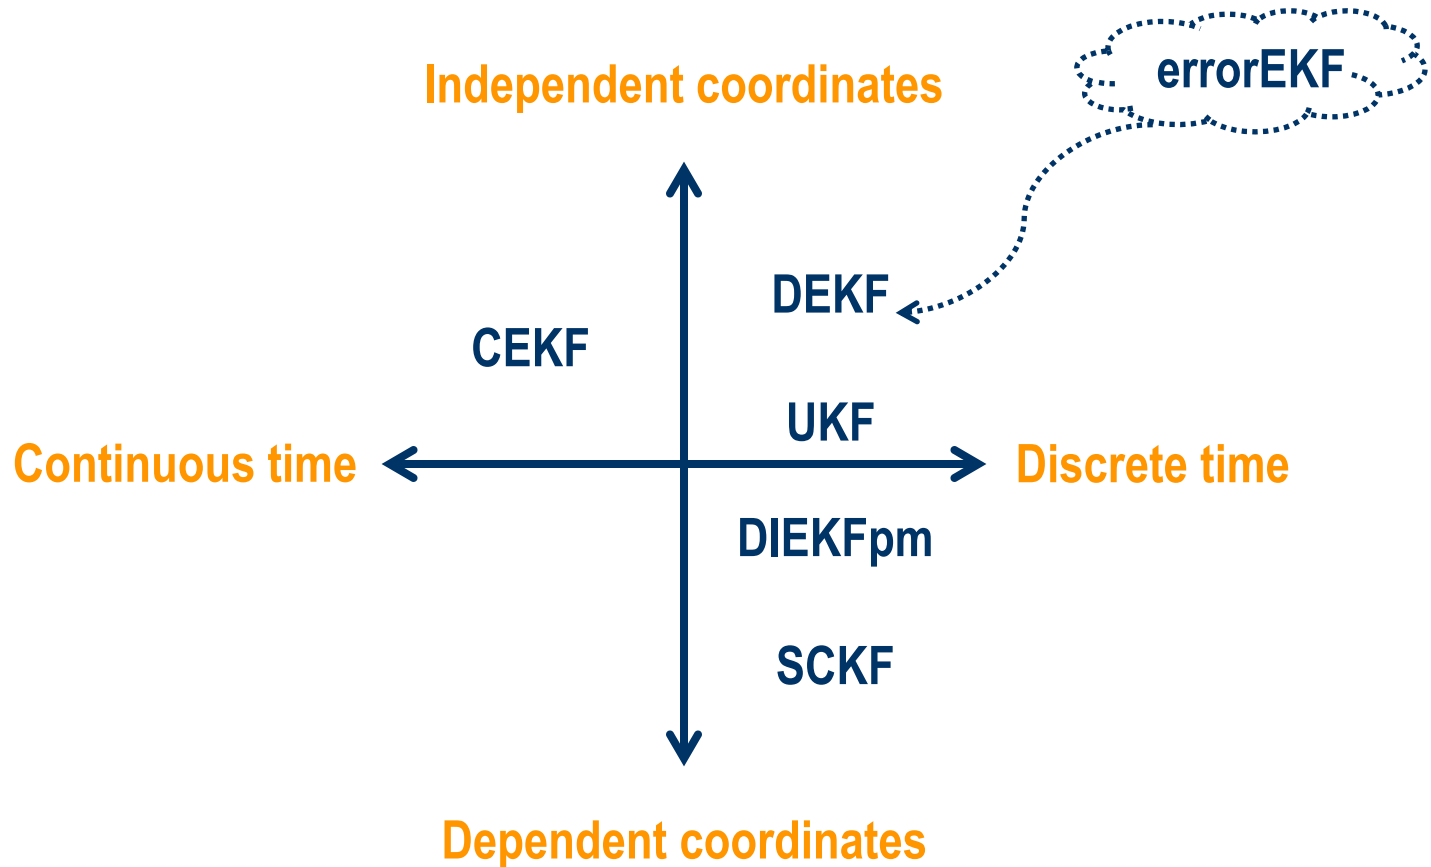 errorEKF
Independent coordinates
DEKF
CEKF
UKF
Continuous time
Discrete time
DIEKFpm
SCKF
Dependent coordinates